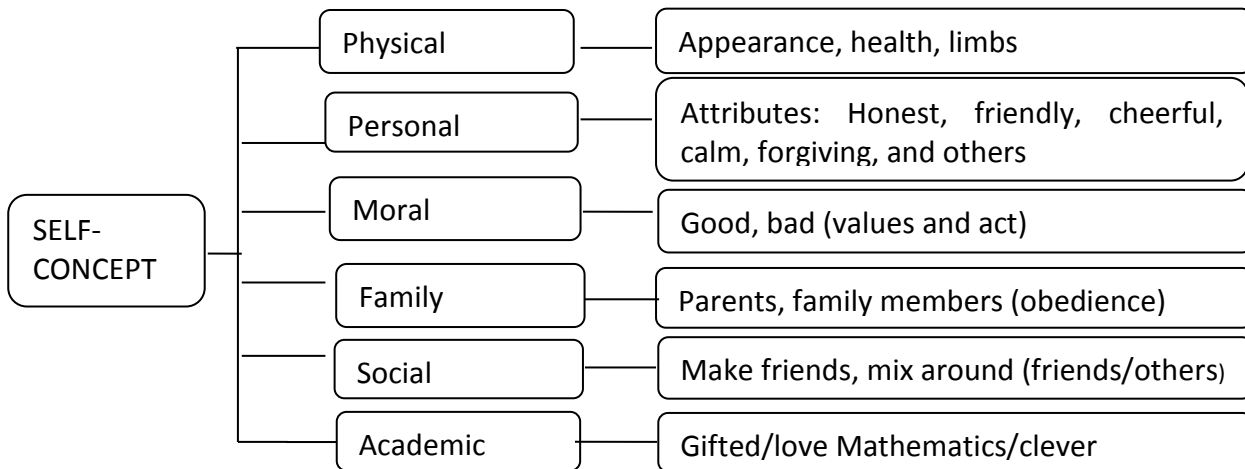 Physical
Appearance, health, limbs
Personal
Attributes: Honest, friendly, cheerful,
calm, forgiving, and others
Moral
Good, bad (values and act)
SELF-
CONCEPT
Family
Parents, family members (obedience)
Social
Make friends, mix around (friends/others)
Academic
Gifted/love Mathematics/clever